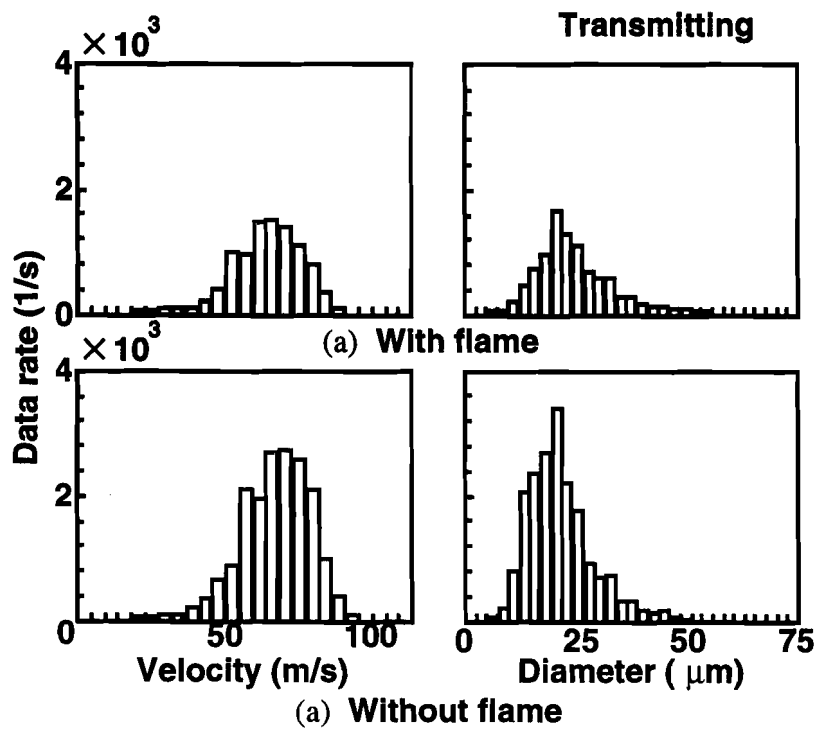 Transmitting
4 ×10³
2
0
(a) With flame
Data rate (1/s)
4 ×10³
2
0 50 100
0 25 50 75
Velocity (m/s)
Diameter ( μm)
(a) Without flame